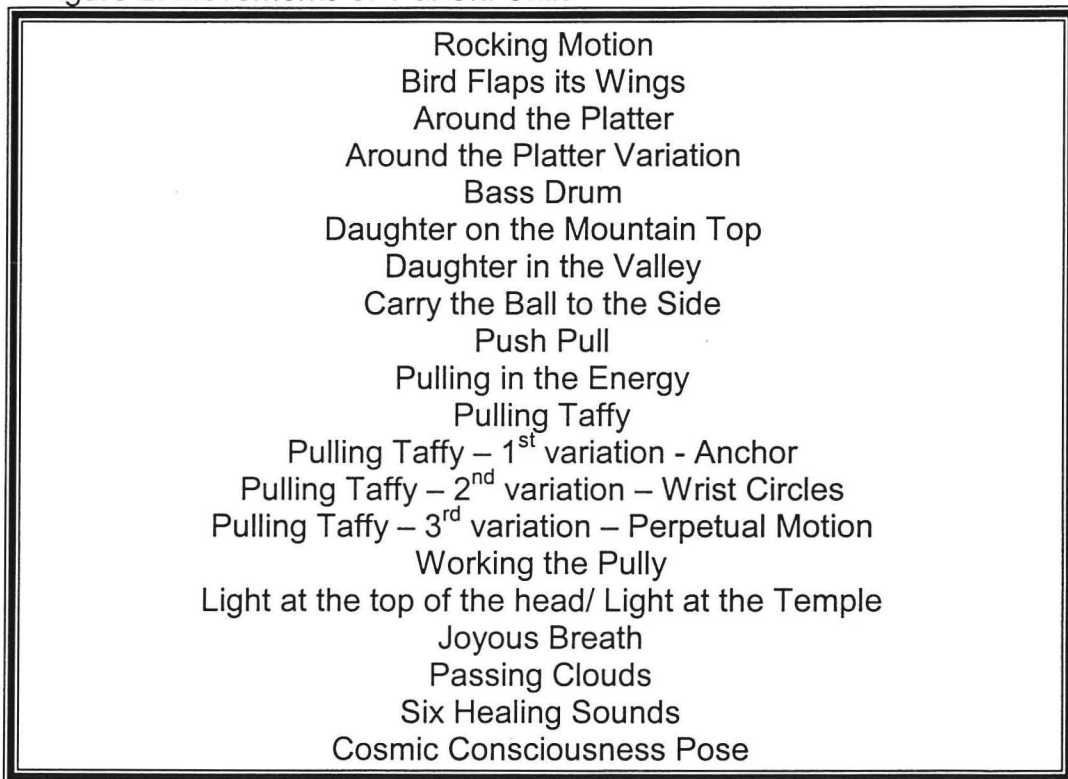 Rocking Motion
Bird Flaps its Wings
Around the Platter
Around the Platter Variation
Bass Drum
Daughter on the Mountain Top
Daughter in the Valley
Carry the Ball to the Side
Push Pull
Pulling in the Energy
Pulling Taffy
Pulling Taffy – 1st variation - Anchor
Pulling Taffy – 2nd variation – Wrist Circles
Pulling Taffy – 3rd variation – Perpetual Motion
Working the Pully
Light at the top of the head/ Light at the Temple
Joyous Breath
Passing Clouds
Six Healing Sounds
Cosmic Consciousness Pose